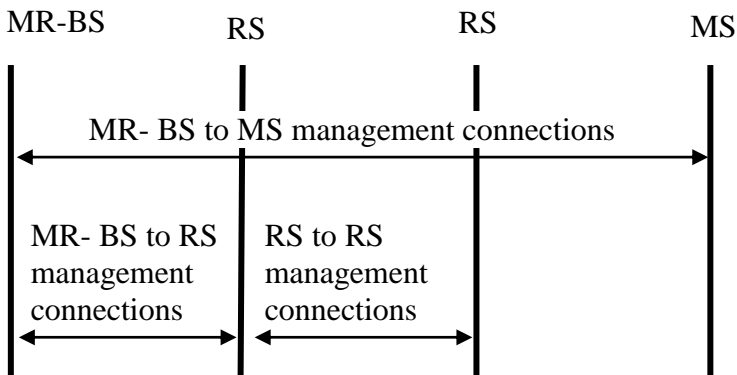 MR-BS RS RS MS
MR- BS to MS management connections
MR- BS to RS
management
connections
RS to RS
management
connections